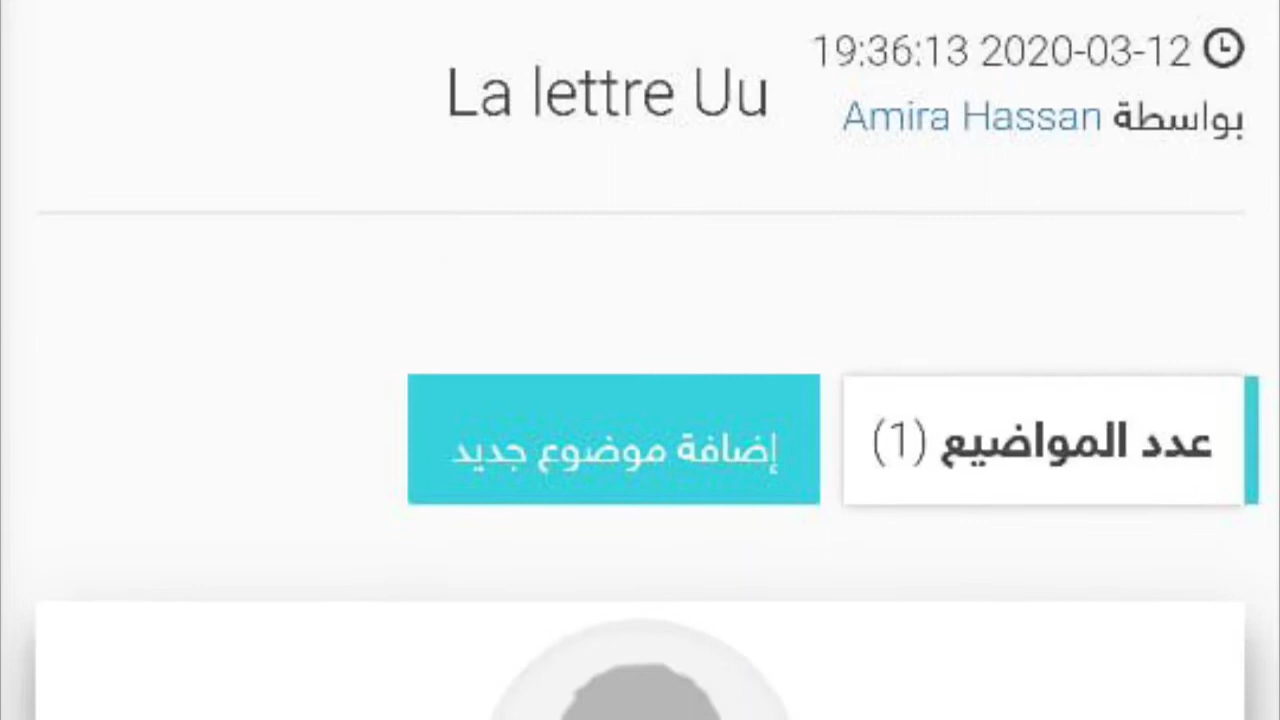 19:36:13 2020-03-12
بواسطة Amira Hassan
La lettre Uu
عدد المواضيع (1)
إضافة موضوع جديد